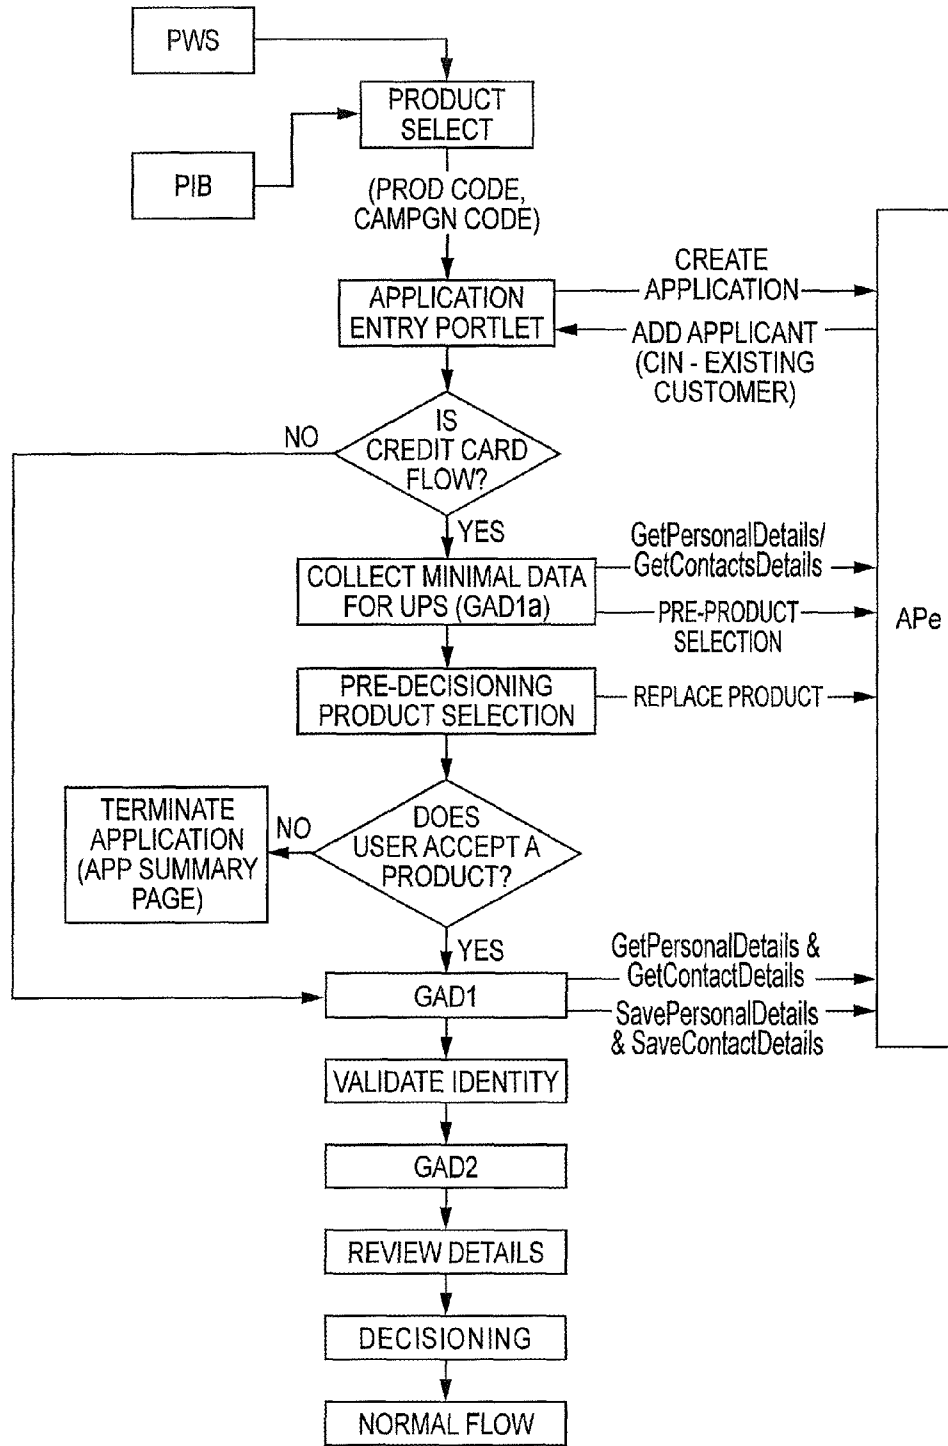 PWS
PRODUCT
SELECT
PIB
(PROD CODE,
CAMPGN CODE)
APPLICATION
ENTRY PORTLET
CREATE
APPLICATION
ADD APPLICANT
(CIN - EXISTING
CUSTOMER)
IS
CREDIT CARD
FLOW?
NO
YES
COLLECT MINIMAL DATA
FOR UPS (GAD1a)
GetPersonalDetails/
GetContactsDetails
PRE-PRODUCT
SELECTION
APe
PRE-DECISIONING
PRODUCT SELECTION
REPLACE PRODUCT
DOES
USER ACCEPT A
PRODUCT?
NO
TERMINATE
APPLICATION
(APP SUMMARY
PAGE)
YES
GAD1
GetPersonalDetails &
GetContactDetails
SavePersonalDetails
& SaveContactDetails
VALIDATE IDENTITY
GAD2
REVIEW DETAILS
DECISIONING
NORMAL FLOW